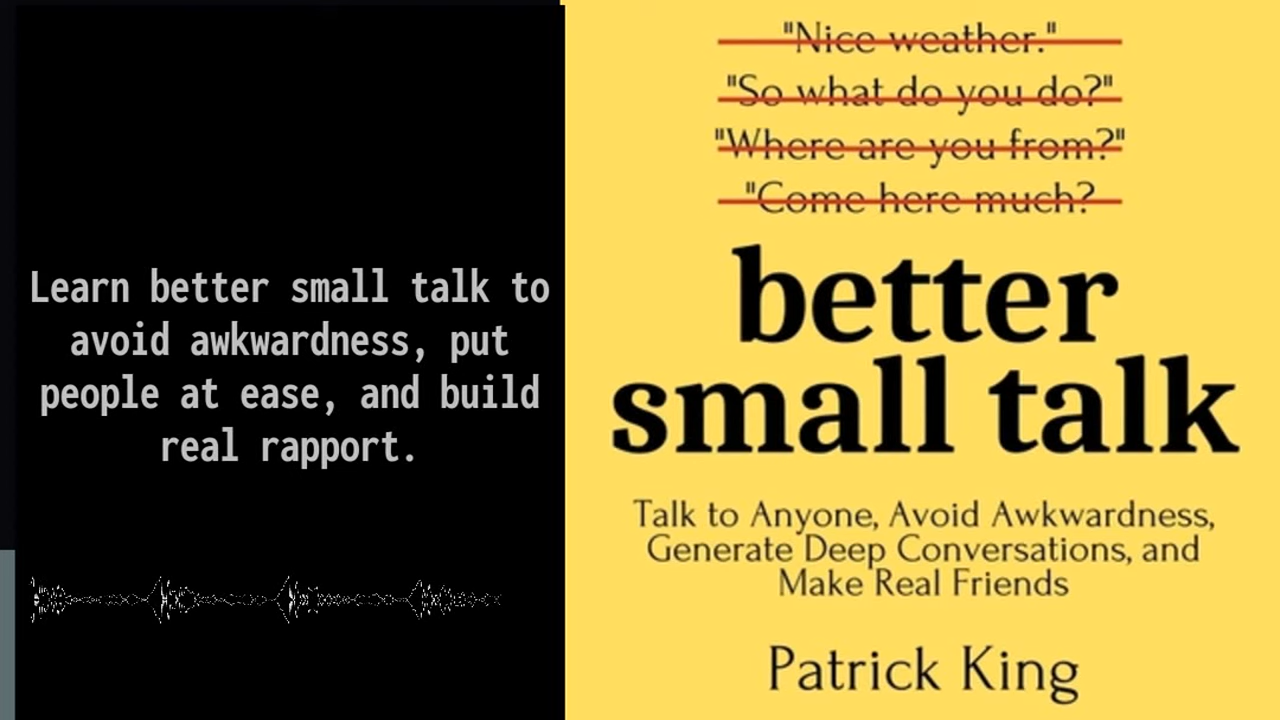 Learn better small talk to
avoid awkwardness, put
people at ease, and build
real rapport.
"Nice weather."
"So what do you do?"
"Where are you from?"
"Come here much?
better
small talk
Talk to Anyone, Avoid Awkwardness,
Generate Deep Conversations, and
Make Real Friends
Patrick King